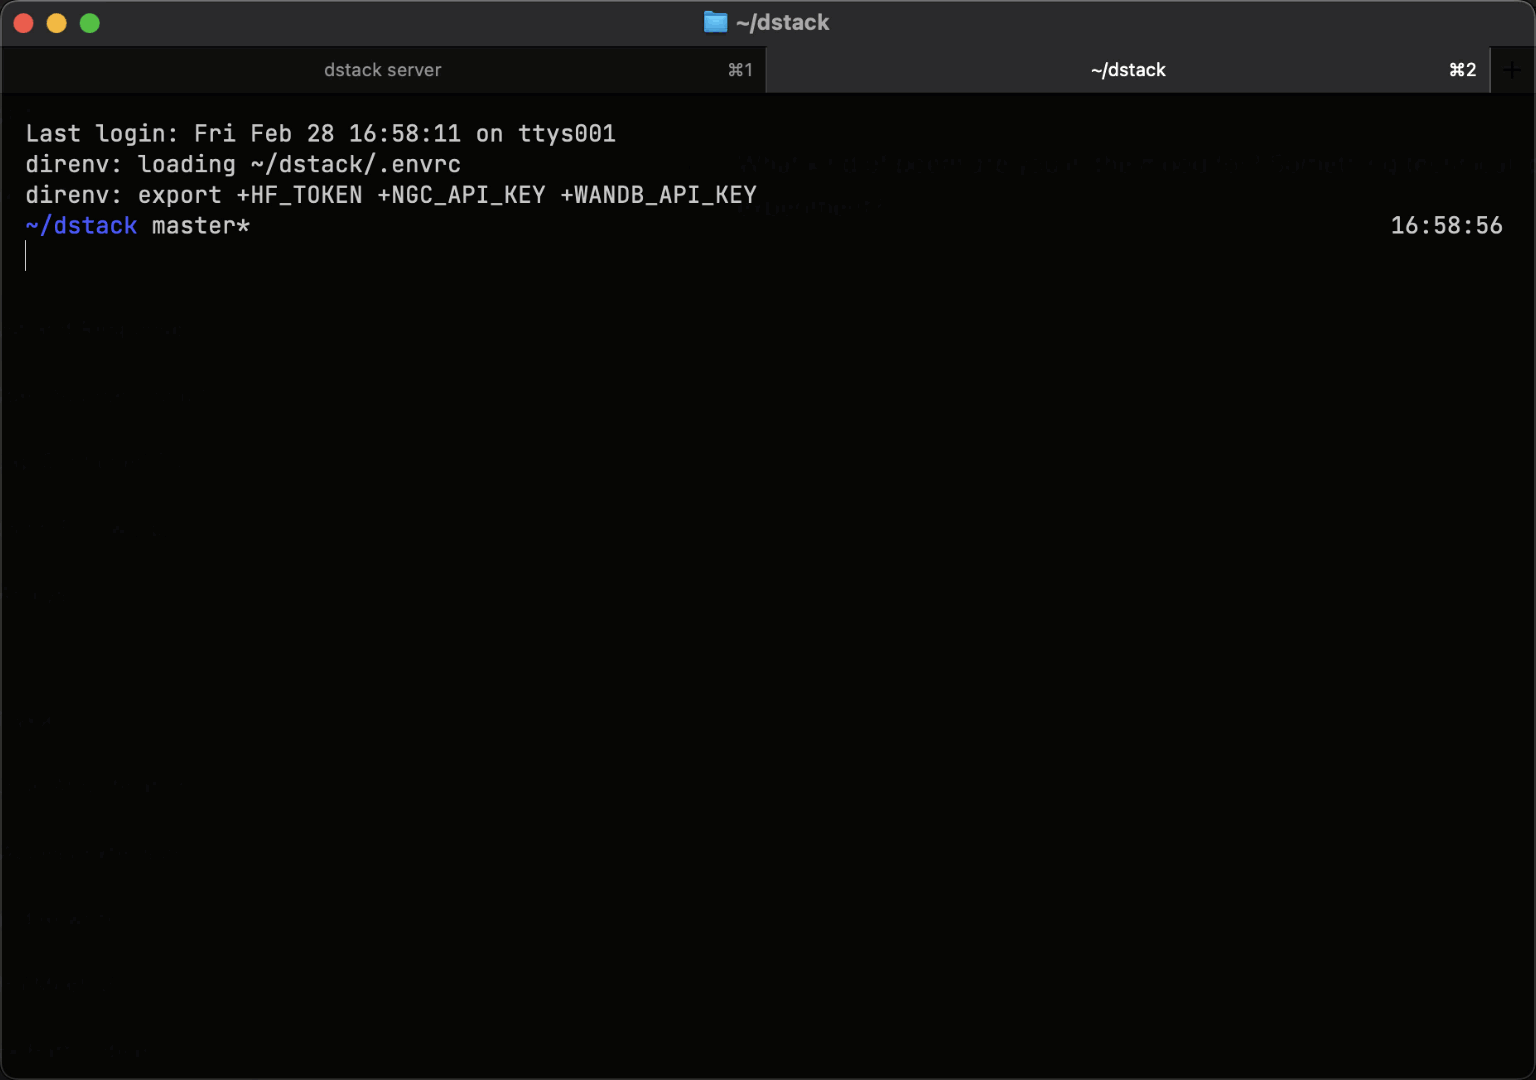 ~/dstack
dstack server ⌘1
~/dstack ⌘2 +
Last login: Fri Feb 28 16:58:11 on ttys001
direnv: loading ~/dstack/.envrc
direnv: export +HF_TOKEN +NGC_API_KEY +WANDB_API_KEY
~/dstack master* 16:58:56